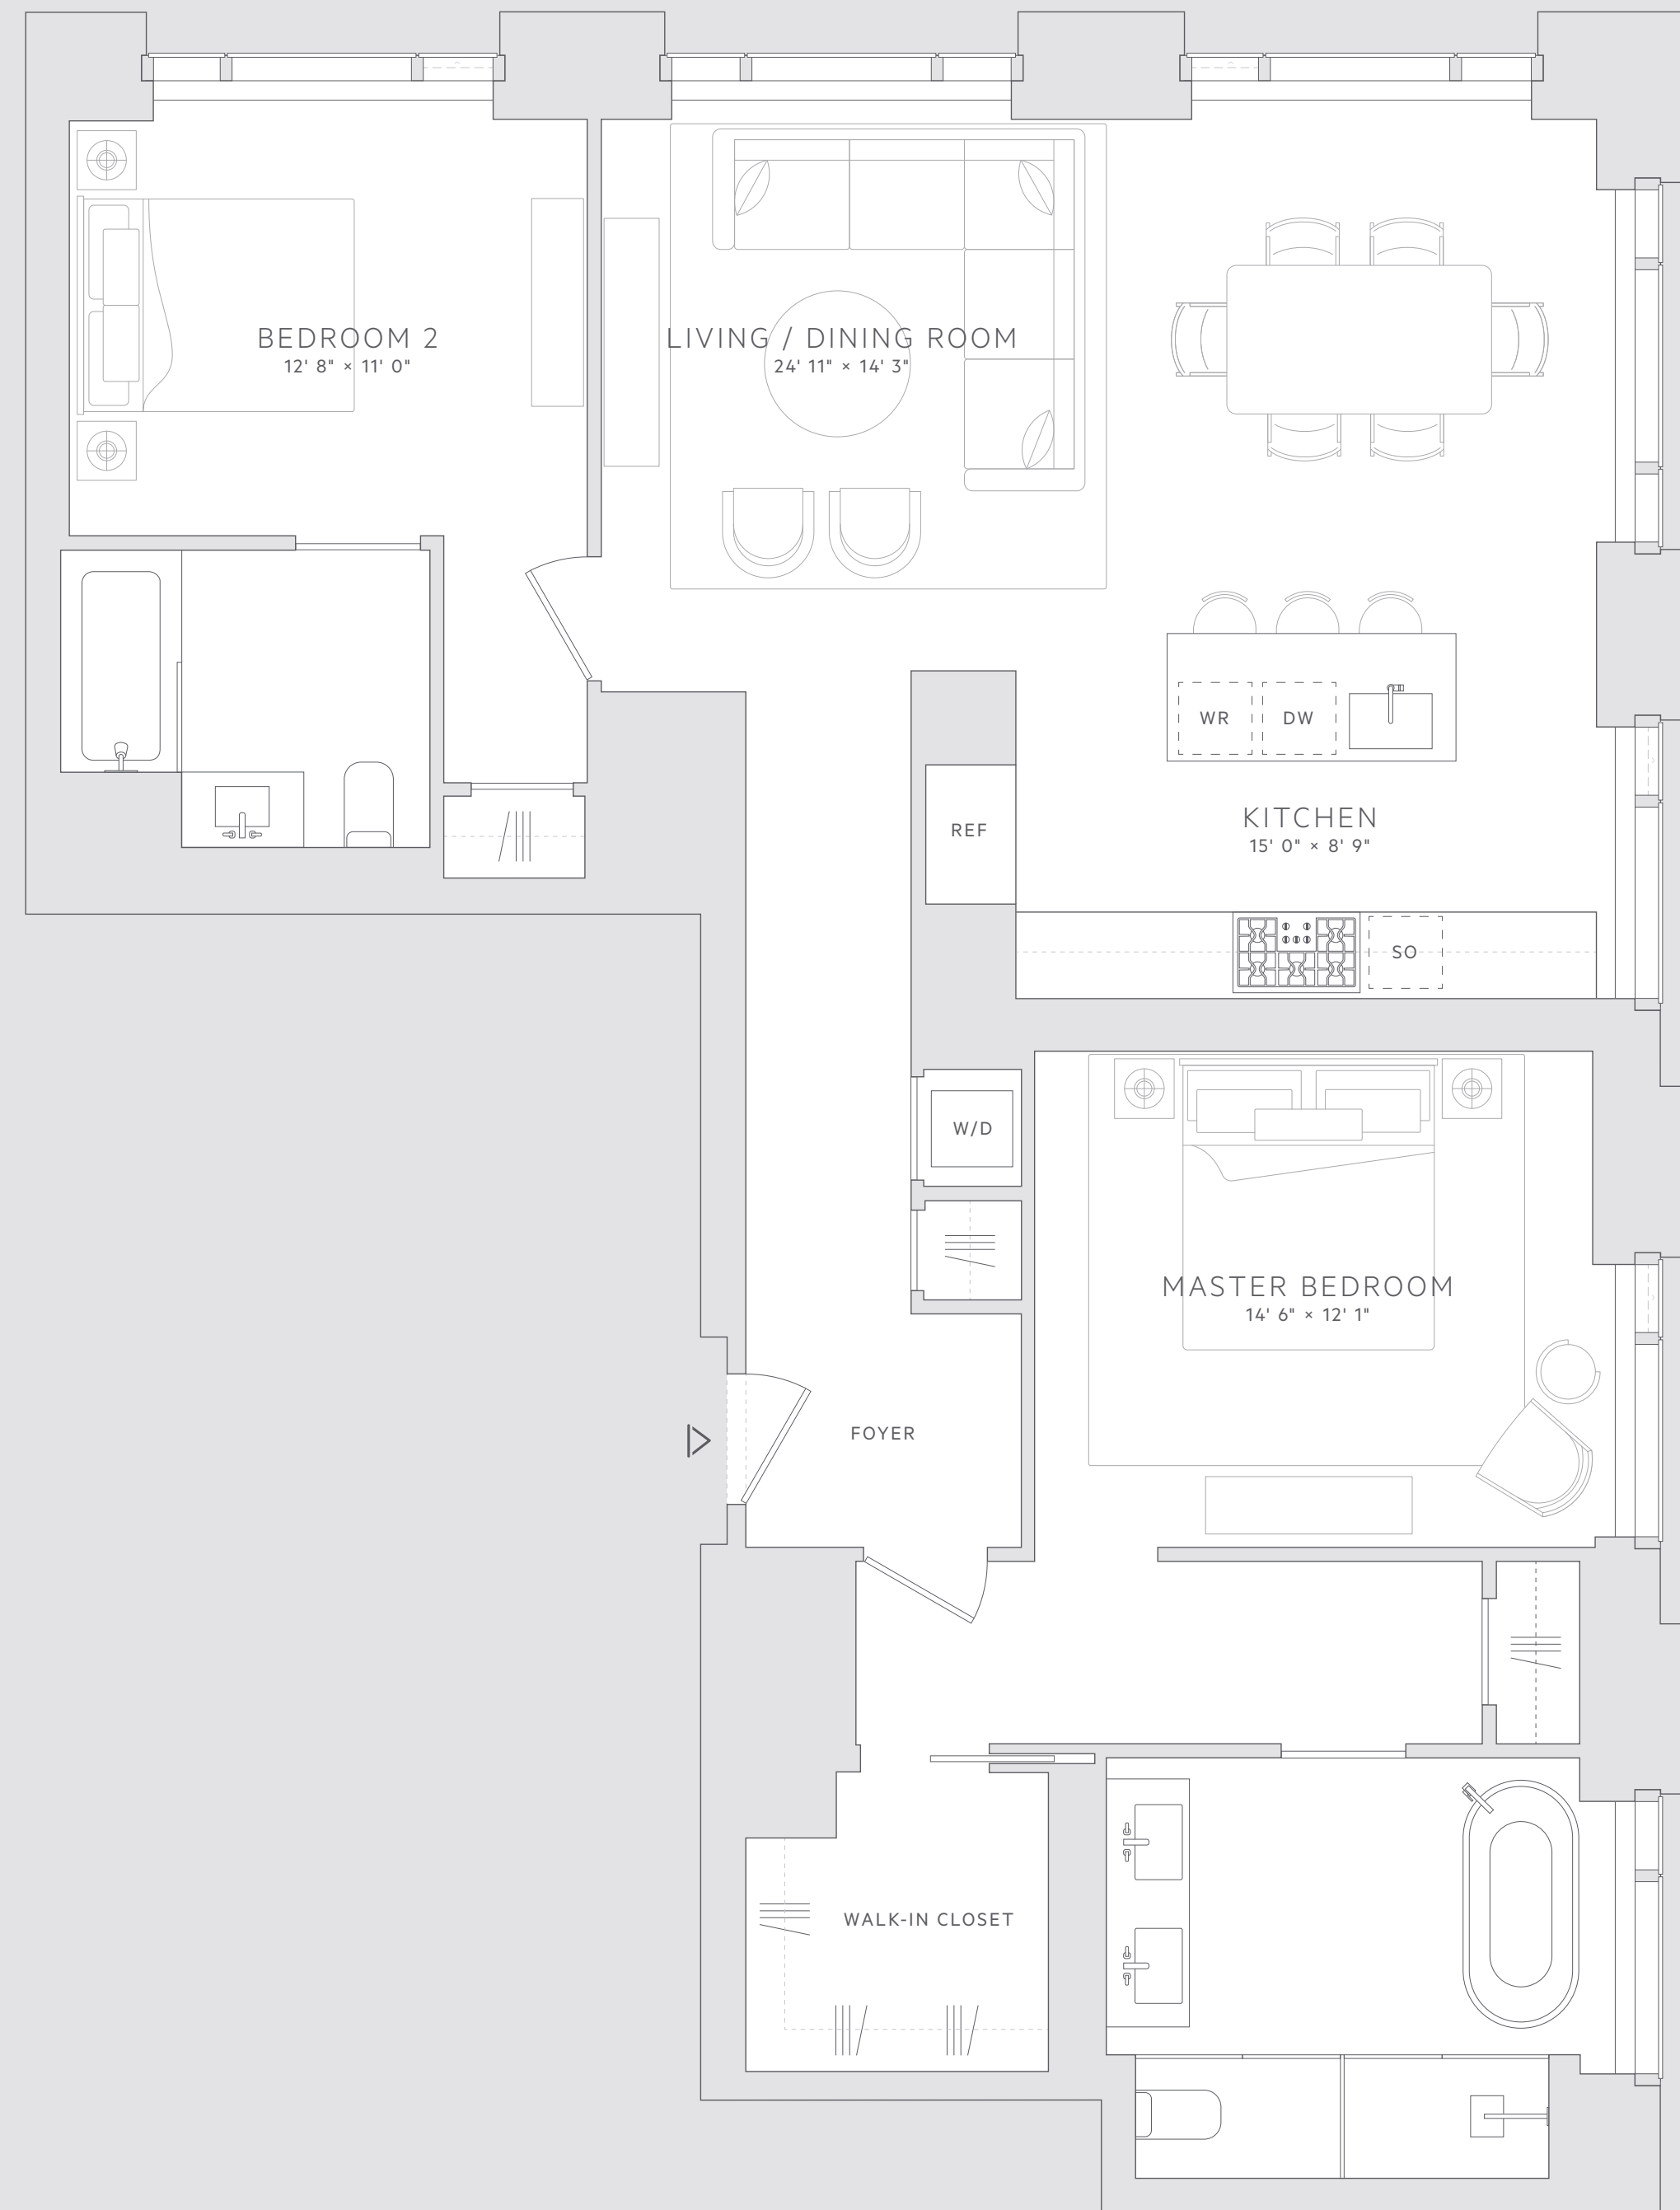 BEDROOM 2
12' 8" × 11' 0"
LIVING / DINING ROOM
24' 11" × 14' 3"
WR
DW
KITCHEN
15' 0" × 8' 9"
REF
SO
W/D
MASTER BEDROOM
14' 6" × 12' 1"
FOYER
WALK-IN CLOSET